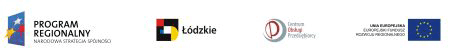 PROGRAM
REGIONALNY
NARODOWA STRATEGIA SPÓJNOŚCI
Łódzkie
Centrum
Obsługi
Przedsiębiorcy
UNIA EUROPEJSKA
EUROPEJSKI FUNDUSZ
ROZWOJU REGIONALNEGO